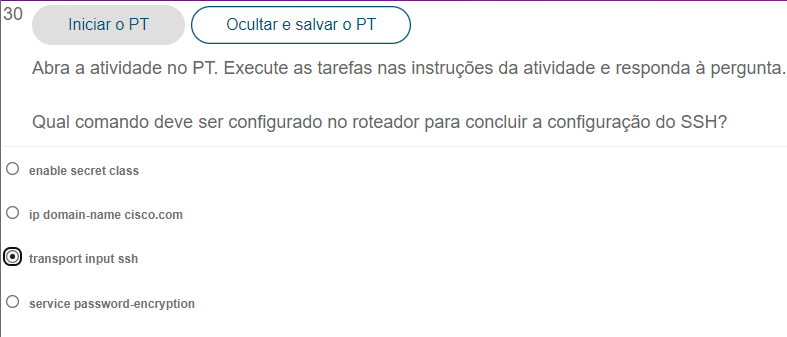 30
Iniciar o PT
Ocultar e salvar o PT
Abra a atividade no PT. Execute as tarefas nas instruções da atividade e responda à pergunta.
Qual comando deve ser configurado no roteador para concluir a configuração do SSH?
enable secret class
ip domain-name cisco.com
transport input ssh
service password-encryption